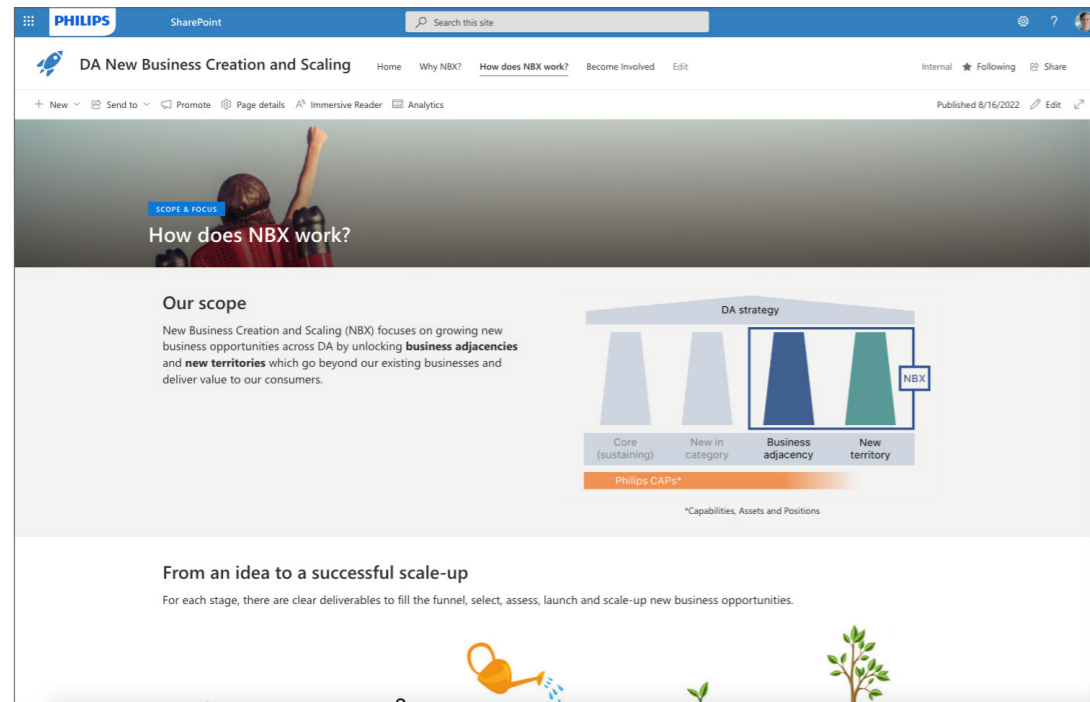 PHILIPS
SharePoint
Search this site
?
DA New Business Creation and Scaling
Home Why NBX? How does NBX work? Become Involved Edit
Internal Following Share
New Send to Promote Page details Immersive Reader Analytics
Published 8/16/2022 Edit
SCOPE & FOCUS
How does NBX work?
Our scope
New Business Creation and Scaling (NBX) focuses on growing new
business opportunities across DA by unlocking business adjacencies
and new territories which go beyond our existing businesses and
deliver value to our consumers.
DA strategy
NBX
Core
(sustaining)
New in
category
Business
adjacency
New
territory
Philips CAPs*
*Capabilities, Assets and Positions
From an idea to a successful scale-up
For each stage, there are clear deliverables to fill the funnel, select, assess, launch and scale-up new business opportunities.